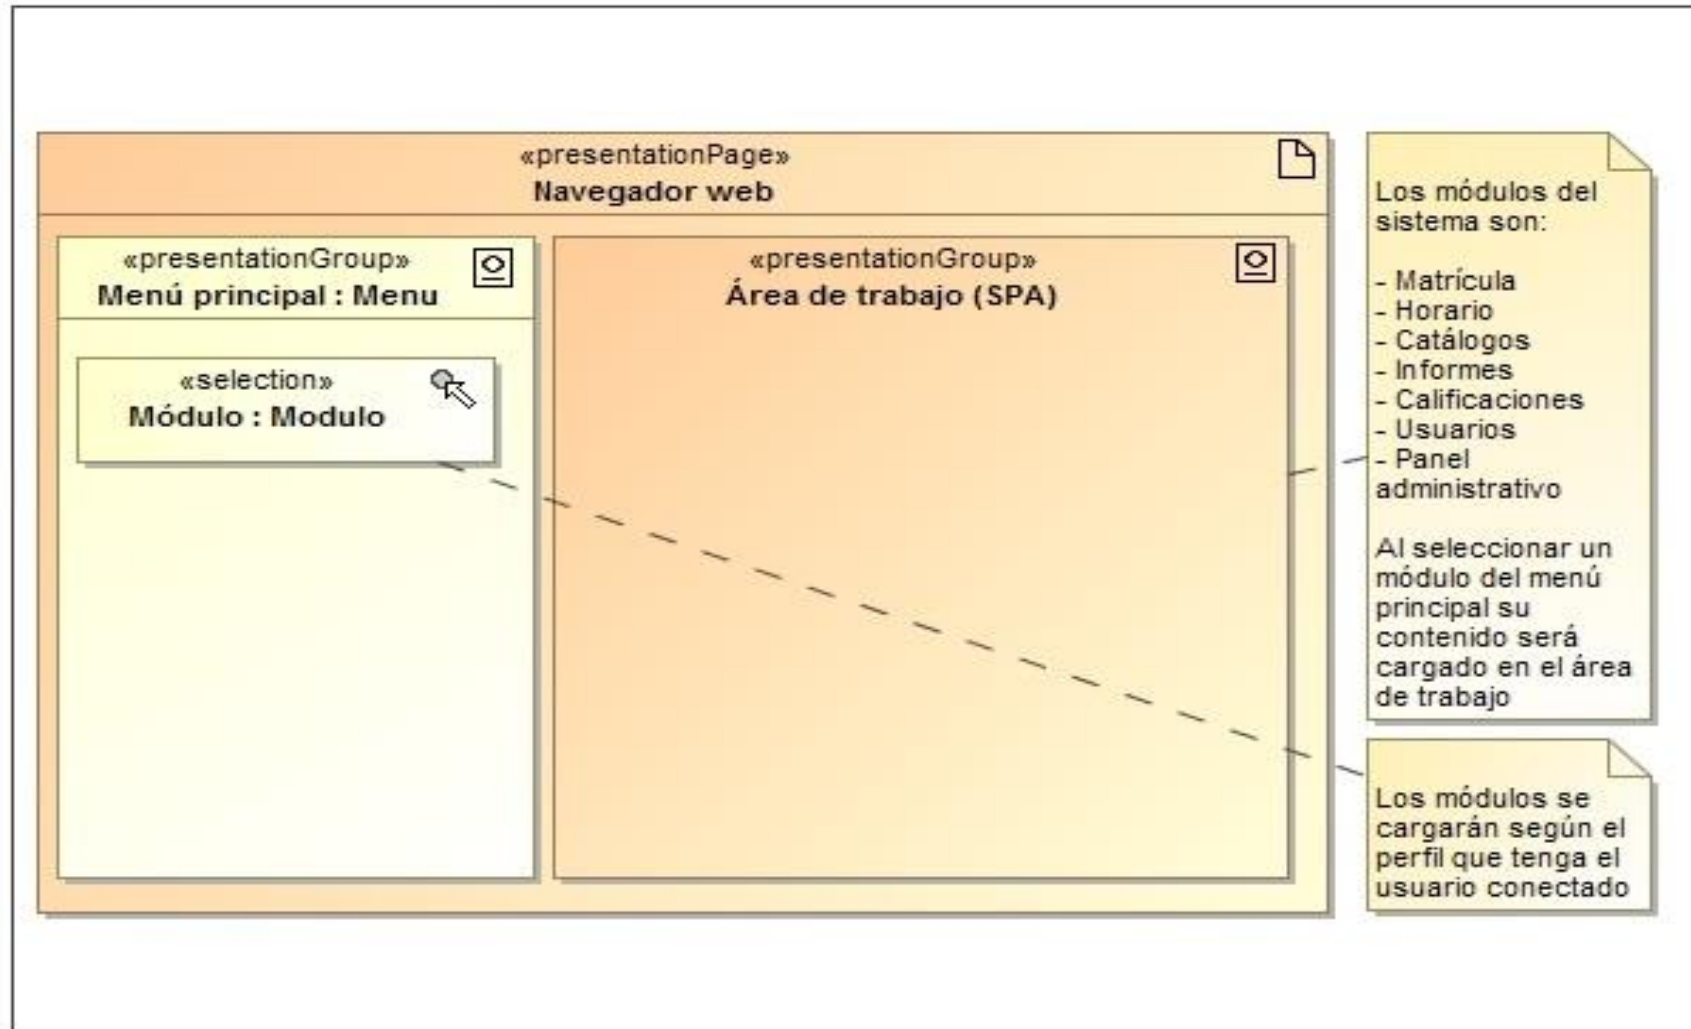 «presentationPage»
Navegador web
«presentationGroup»
Menú principal : Menu
«selection»
Módulo : Modulo
«presentationGroup»
Área de trabajo (SPA)
Los módulos del
sistema son:
- Matrícula
- Horario
- Catálogos
- Informes
- Calificaciones
- Usuarios
- Panel
administrativo
Al seleccionar un
módulo del menú
principal su
contenido será
cargado en el área
de trabajo
Los módulos se
cargarán según el
perfil que tenga el
usuario conectado